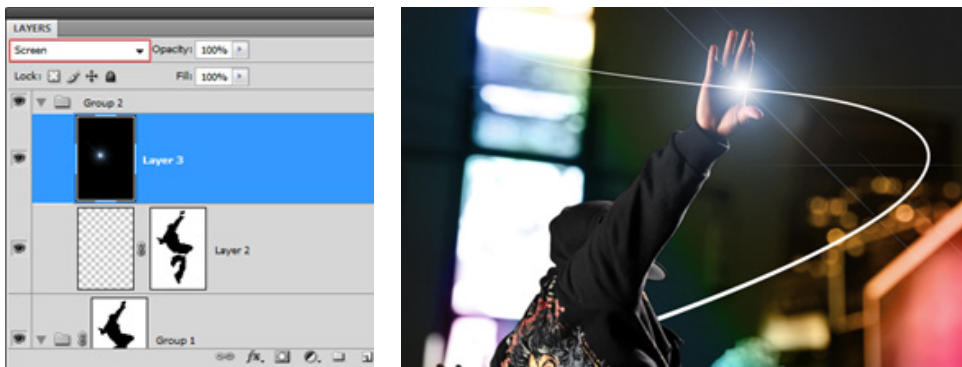 LAYERS
Screen Opacity: 100%
Lock: Fill: 100%
Group 2
Layer 3
Layer 2
Group 1
fx.